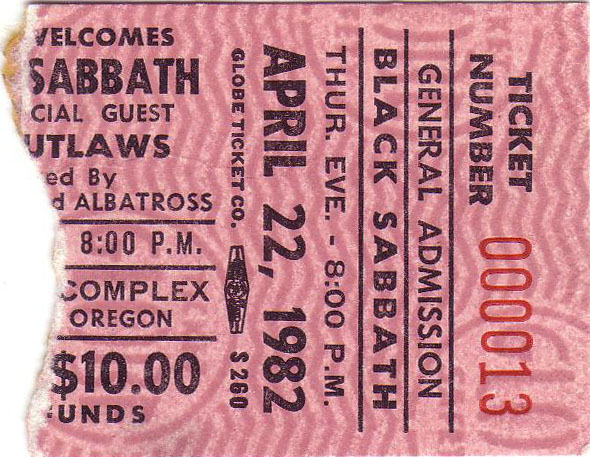 WELCOMES
SABBATH
CIAL GUEST
UTLAWS
ed By
d ALBATROSS
8:00 P.M.
COMPLEX
OREGON
$10.00
FUNDS
GLOBE TICKET CO. S 260
APRIL 22, 1982
THUR. EVE. - 8:00 P.M.
BLACK SABBATH
GENERAL ADMISSION
TICKET
NUMBER
000013